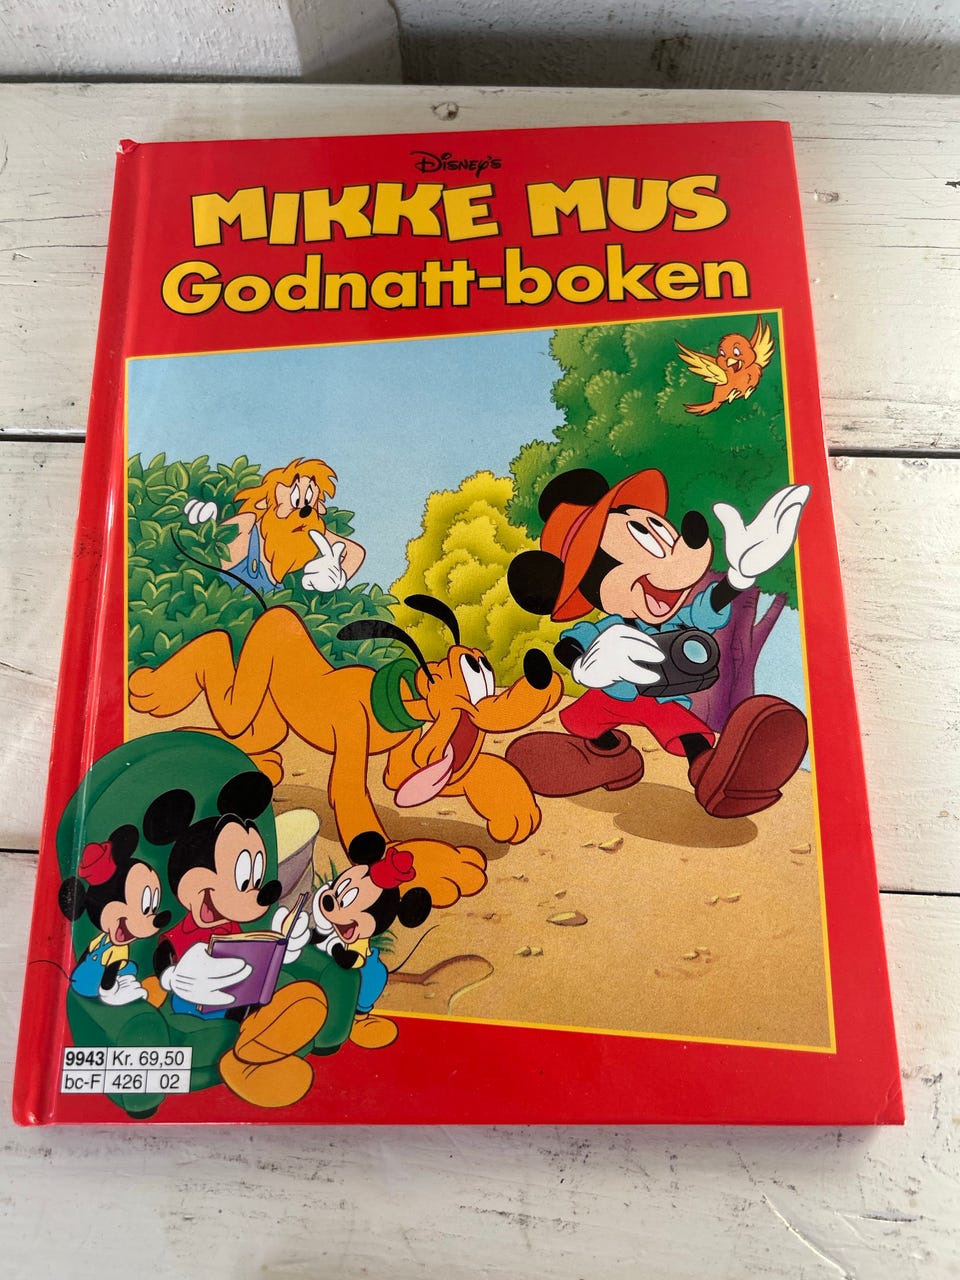 Disney's
MIKKE MUS
Godnatt-boken
9943 Kr. 69,50
bc-F 426 02